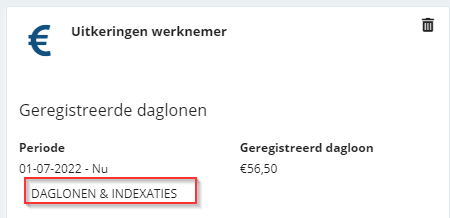 € Uitkeringen werknemer
Geregistreerde daglonen
Periode Geregistreerd dagloon
01-07-2022 - Nu €56,50
DAGLONEN & INDEXATIES